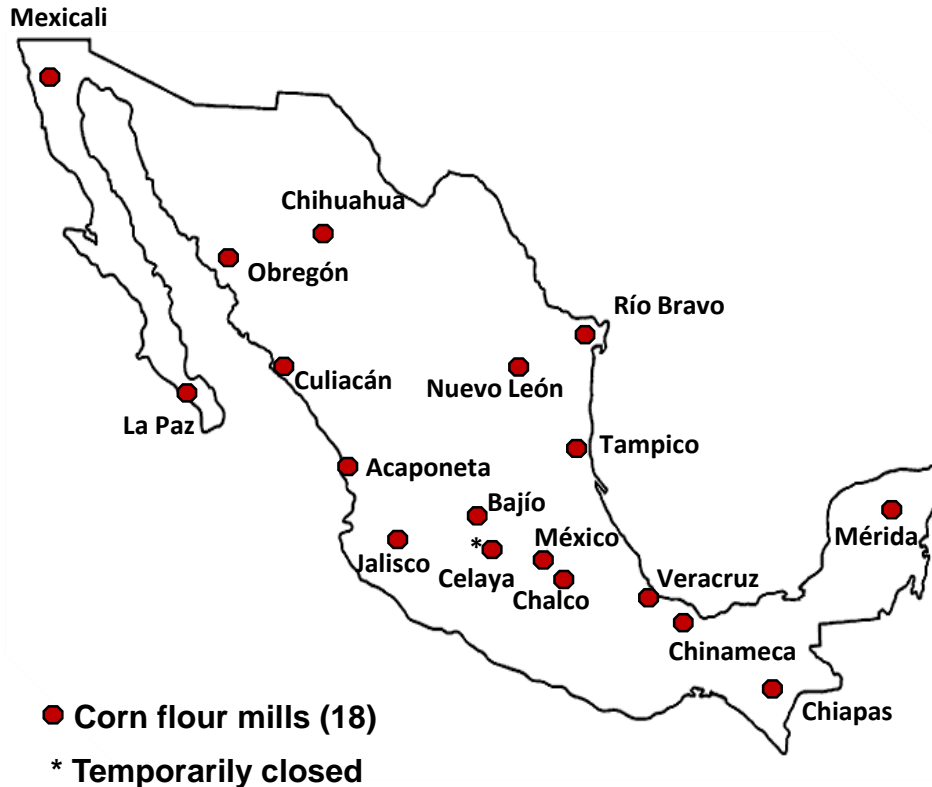 Mexicali
Chihuahua
Obregón
Río Bravo
Culiacán
Nuevo León
La Paz
Tampico
Acaponeta
Bajío
Mérida
México
Jalisco
*
Celaya
Veracruz
Chalco
Chinameca
Chiapas
Corn flour mills (18)
* Temporarily closed